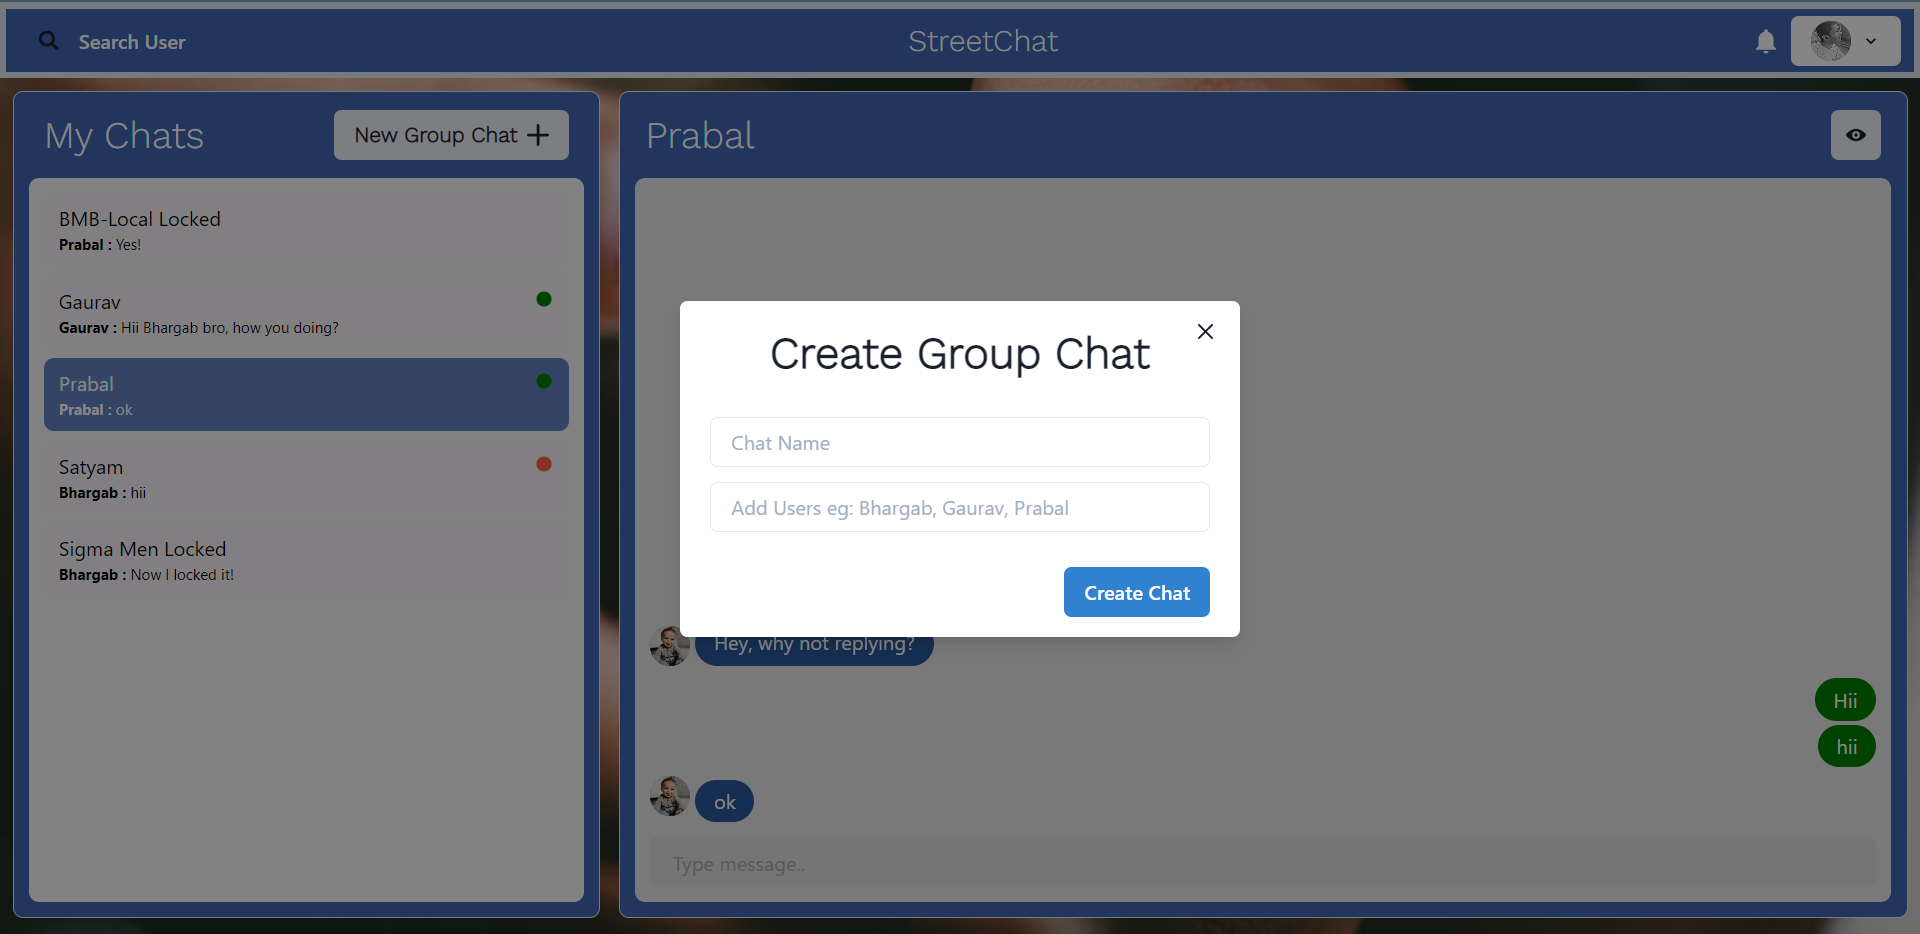 Search User
StreetChat
My Chats
New Group Chat
BMB-Local Locked
Prabal : Yes!
Gaurav
Gaurav : Hii Bhargab bro, how you doing?
Prabal
Prabal : ok
Satyam
Bhargab : hii
Sigma Men Locked
Bhargab : Now I locked it!
Prabal
Create Group Chat
Chat Name
Add Users eg: Bhargab, Gaurav, Prabal
Create Chat
Hey, why not replying?
Hii
hii
ok
Type message..